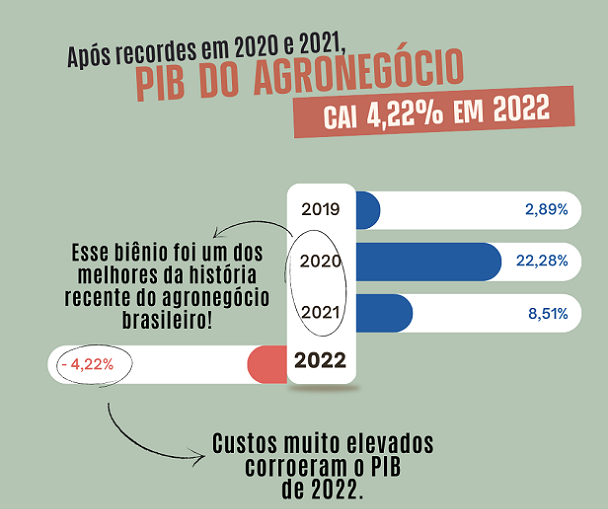 Após recordes em 2020 e 2021,
PIB DO AGRONEGÓCIO
CAI 4,22% EM 2022
2019
2,89%
Esse biênio foi um dos
melhores da história
recente do agronegócio
brasileiro!
2020
22,28%
2021
8,51%
- 4,22%
2022
Custos muito elevados
corroeram o PIB
de 2022.